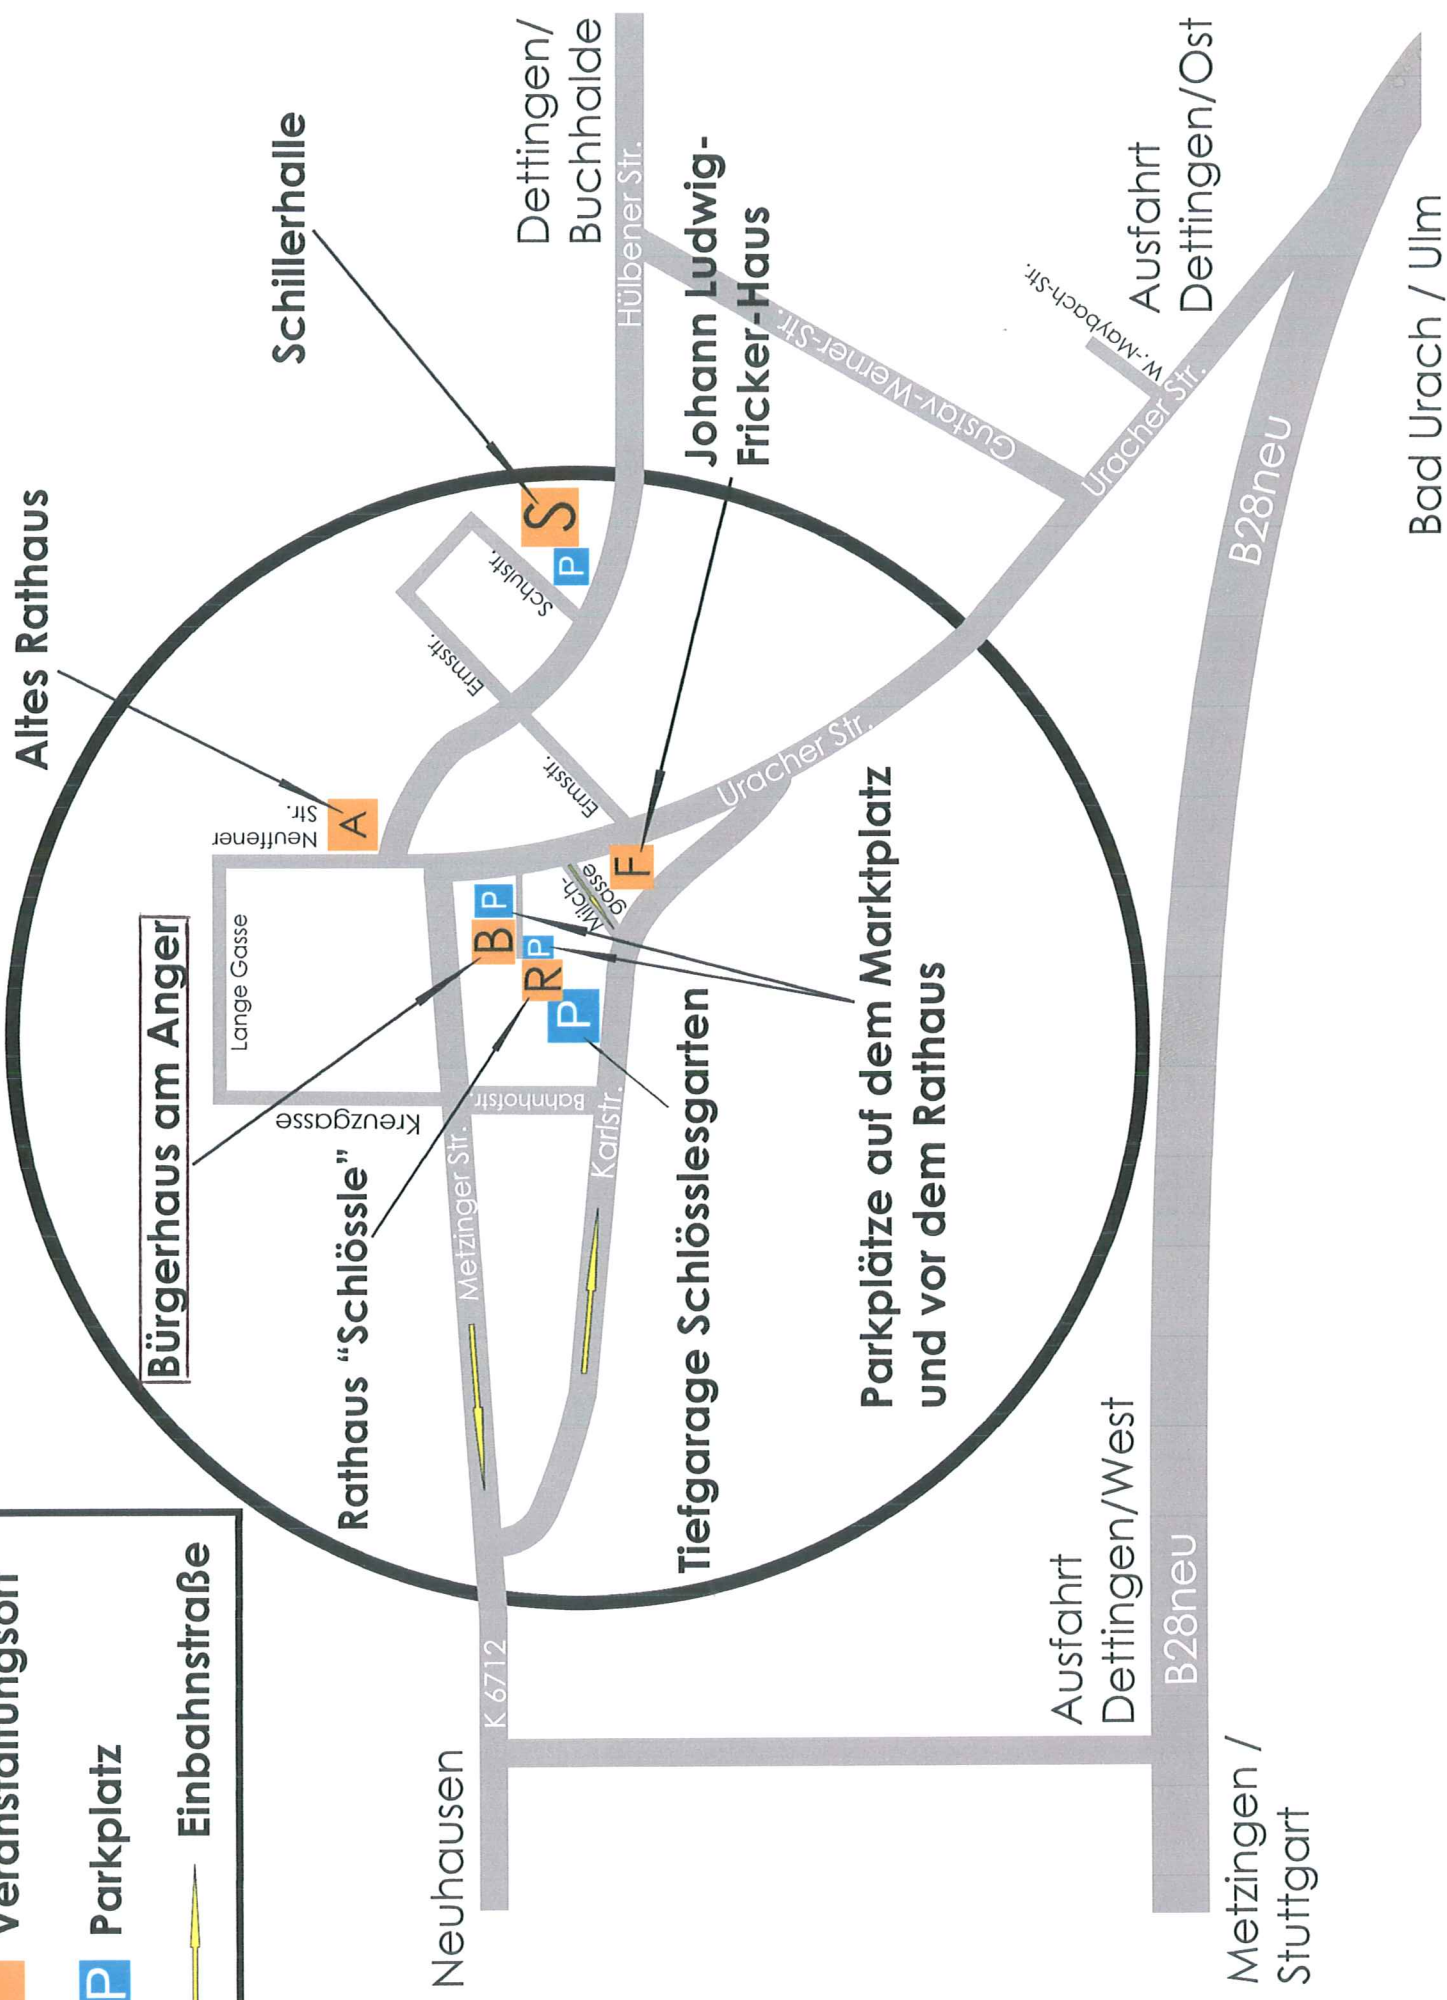 Veranstaltungsort
P Parkplatz
Einbahnstraße
Altes Rathaus
Schillerhalle
Dettingen/
Buchhalde
Bürgerhaus am Anger
Rathaus “Schlössle”
Johann Ludwig-
Fricker-Haus
Tiefgarage Schlösslesgarten
Parkplätze auf dem Marktplatz
und vor dem Rathaus
Neuhausen
K 6712
Metzinger Str.
Karlstr.
Bahnhofstr.
Kreuzgasse
Lange Gasse
Neuffener
Str.
A
B
P
R
P
P
F
S
P
Milch-
gasse
Ermsstr.
Ermsstr.
Schulstr.
Hülbener Str.
Gustav-Werner-Str.
Uracher Str.
Uracher Str.
W.-Maybach-Str.
Ausfahrt
Dettingen/Ost
Ausfahrt
Dettingen/West
B28neu
B28neu
Metzingen /
Stuttgart
Bad Urach / Ulm